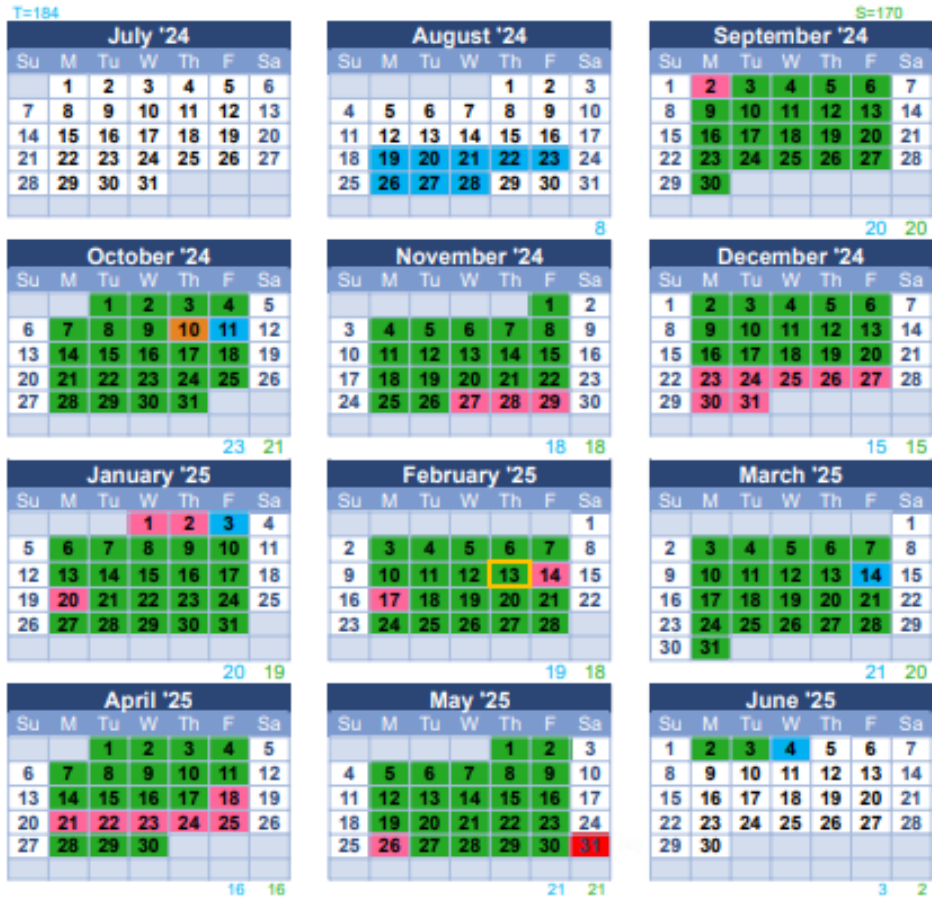 T=184
S=170
July '24
Su M Tu W Th F Sa
1 2 3 4 5 6
7 8 9 10 11 12 13
14 15 16 17 18 19 20
21 22 23 24 25 26 27
28 29 30 31
August '24
Su M Tu W Th F Sa
1 2 3
4 5 6 7 8 9 10
11 12 13 14 15 16 17
18 19 20 21 22 23 24
25 26 27 28 29 30 31
8
September '24
Su M Tu W Th F Sa
1 2 3 4 5 6 7
8 9 10 11 12 13 14
15 16 17 18 19 20 21
22 23 24 25 26 27 28
29 30
20 20
October '24
Su M Tu W Th F Sa
1 2 3 4 5
6 7 8 9 10 11 12
13 14 15 16 17 18 19
20 21 22 23 24 25 26
27 28 29 30 31
23 21
November '24
Su M Tu W Th F Sa
1 2
3 4 5 6 7 8 9
10 11 12 13 14 15 16
17 18 19 20 21 22 23
24 25 26 27 28 29 30
18 18
December '24
Su M Tu W Th F Sa
1 2 3 4 5 6 7
8 9 10 11 12 13 14
15 16 17 18 19 20 21
22 23 24 25 26 27 28
29 30 31
15 15
January '25
Su M Tu W Th F Sa
1 2 3 4
5 6 7 8 9 10 11
12 13 14 15 16 17 18
19 20 21 22 23 24 25
26 27 28 29 30 31
20 19
February '25
Su M Tu W Th F Sa
1
2 3 4 5 6 7 8
9 10 11 12 13 14 15
16 17 18 19 20 21 22
23 24 25 26 27 28
19 18
March '25
Su M Tu W Th F Sa
1
2 3 4 5 6 7 8
9 10 11 12 13 14 15
16 17 18 19 20 21 22
23 24 25 26 27 28 29
30 31
21 20
April '25
Su M Tu W Th F Sa
1 2 3 4 5
6 7 8 9 10 11 12
13 14 15 16 17 18 19
20 21 22 23 24 25 26
27 28 29 30
16 16
May '25
Su M Tu W Th F Sa
1 2 3
4 5 6 7 8 9 10
11 12 13 14 15 16 17
18 19 20 21 22 23 24
25 26 27 28 29 30 31
21 21
June '25
Su M Tu W Th F Sa
1 2 3 4 5 6 7
8 9 10 11 12 13 14
15 16 17 18 19 20 21
22 23 24 25 26 27 28
29 30
3 2